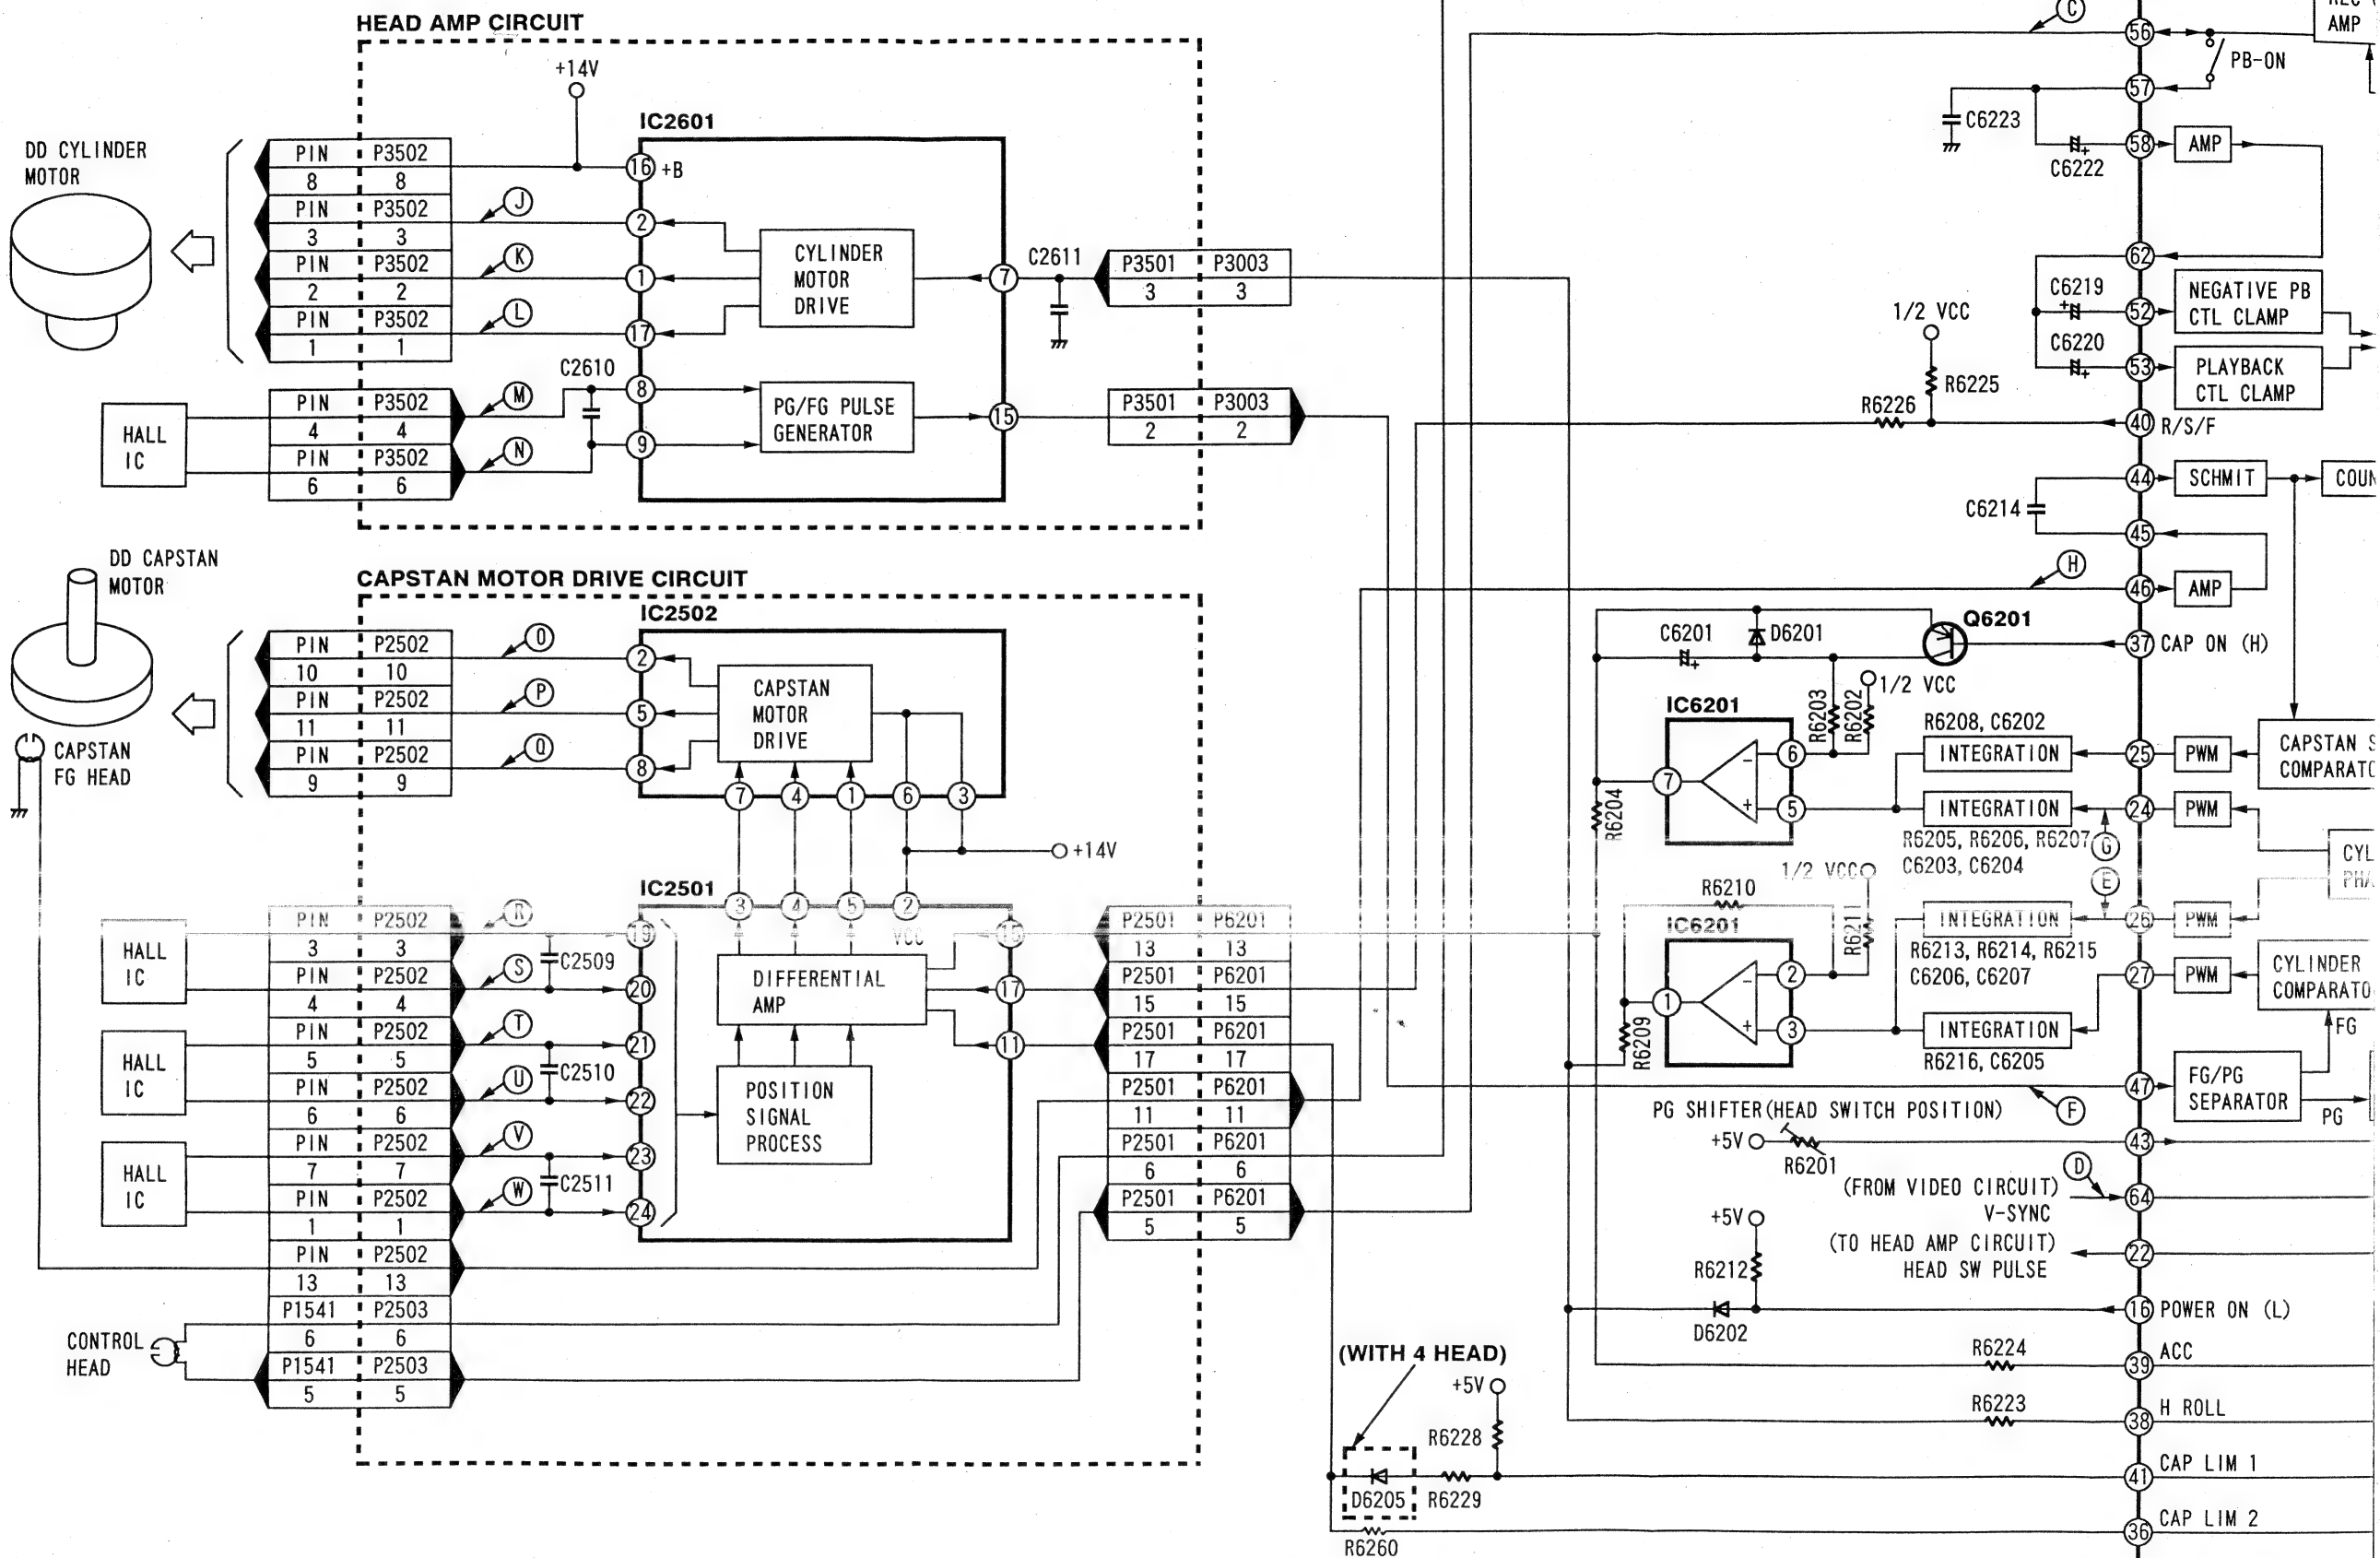 HEAD AMP CIRCUIT
+14V
IC2601
DD CYLINDER
MOTOR
PIN P3502
8 8
16 +B
PIN P3502
3 3
J
2
PIN P3502
2 2
K
1
PIN P3502
1 1
L
17
CYLINDER
MOTOR
DRIVE
7
C2611
P3501 P3003
3 3
C2610
HALL
IC
PIN P3502
4 4
M
8
PIN P3502
6 6
N
9
PG/FG PULSE
GENERATOR
15
P3501 P3003
2 2
DD CAPSTAN
MOTOR
CAPSTAN
FG HEAD
CAPSTAN MOTOR DRIVE CIRCUIT
IC2502
PIN P2502
10 10
O
2
PIN P2502
11 11
P
5
PIN P2502
9 9
Q
8
CAPSTAN
MOTOR
DRIVE
7 4 1 6 3
+14V
IC2501
3 4 5 2
VCC
HALL
IC
PIN P2502
3 3
R
19
C2509
PIN P2502
4 4
S
20
HALL
IC
PIN P2502
5 5
T
21
C2510
PIN P2502
6 6
U
22
HALL
IC
PIN P2502
7 7
V
23
C2511
PIN P2502
1 1
W
24
PIN P2502
13 13
CONTROL
HEAD
P1541 P2503
6 6
P1541 P2503
5 5
DIFFERENTIAL
AMP
POSITION
SIGNAL
PROCESS
17
11
P2501 P6201
13 13
P2501 P6201
15 15
P2501 P6201
17 17
P2501 P6201
11 11
P2501 P6201
6 6
P2501 P6201
5 5
C
56
AMP
PB-ON
57
C6223
58
AMP
C6222
62
C6219
52
NEGATIVE PB
CTL CLAMP
C6220
53
PLAYBACK
CTL CLAMP
1/2 VCC
R6225
R6226
40 R/S/F
44
SCHMIT
C6214
45
H
46
AMP
Q6201
C6201
D6201
37 CAP ON (H)
R6203
R6202
1/2 VCC
IC6201
6
7
5
R6204
R6208, C6202
INTEGRATION
25
PWM
CAPSTAN
INTEGRATION
24
PWM
R6205, R6206, R6207
C6203, C6204
G
1/2 VCC
E
R6210
IC6201
R6211
2
1
3
R6209
INTEGRATION
26
PWM
R6213, R6214, R6215
C6206, C6207
27
PWM
CYLINDER
INTEGRATION
R6216, C6205
FG
47
FG/PG
SEPARATOR
PG
F
PG SHIFTER(HEAD SWITCH POSITION)
+5V
R6201
43
D
(FROM VIDEO CIRCUIT)
V-SYNC
64
+5V
(TO HEAD AMP CIRCUIT)
HEAD SW PULSE
22
R6212
D6202
16 POWER ON (L)
R6224
39 ACC
R6223
38 H ROLL
(WITH 4 HEAD)
+5V
R6228
D6205
R6229
41 CAP LIM 1
R6260
36 CAP LIM 2